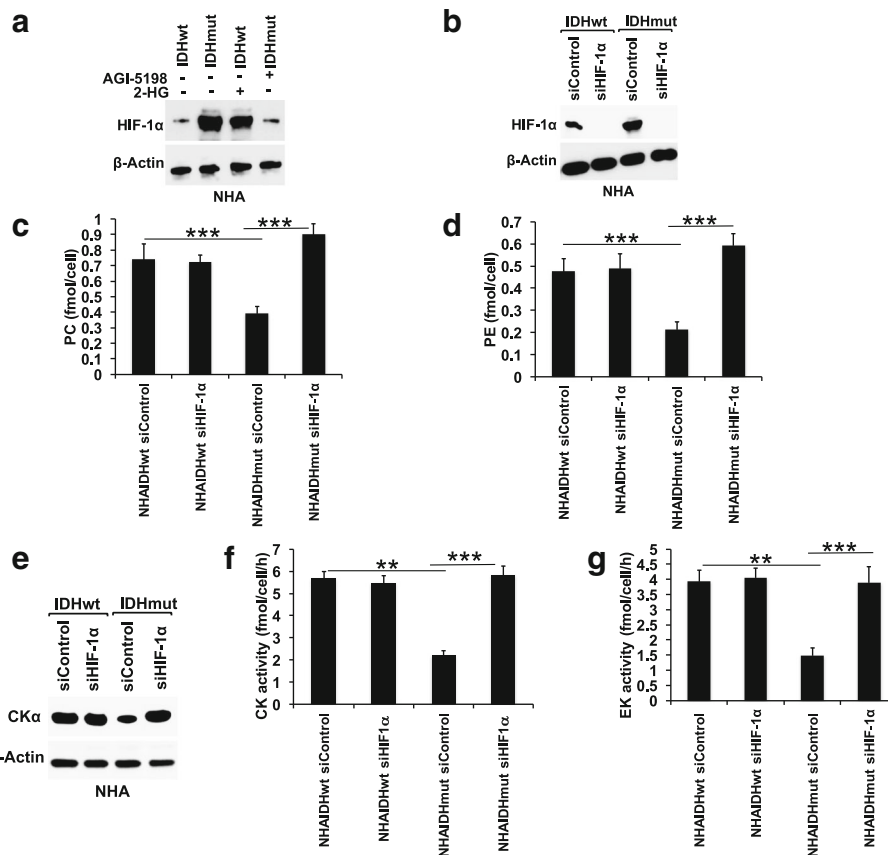 a
IDHwt
IDHmut
IDHwt
IDHmut
AGI-5198 - - - +
2-HG - - + -
HIF-1α
β-Actin
NHA
b
IDHwt IDHmut
siControl
siHIF-1α
siControl
siHIF-1α
HIF-1α
β-Actin
NHA
c
PC (fmol/cell)
1
0.9
0.8
0.7
0.6
0.5
0.4
0.3
0.2
0.1
0
*** ***
NHAIDHwt siControl
NHAIDHwt siHIF-1α
NHAIDHmut siControl
NHAIDHmut siHIF-1α
d
PE (fmol/cell)
0.7
0.6
0.5
0.4
0.3
0.2
0.1
0
*** ***
NHAIDHwt siControl
NHAIDHwt siHIF-1α
NHAIDHmut siControl
NHAIDHmut siHIF-1α
e
IDHwt IDHmut
siControl
siHIF-1α
siControl
siHIF-1α
CKα
-Actin
NHA
f
CK activity (fmol/cell/h)
7
6
5
4
3
2
1
0
** ***
NHAIDHwt siControl
NHAIDHwt siHIF1α
NHAIDHmut siControl
NHAIDHmut siHIF1α
g
EK activity (fmol/cell/h)
5
4.5
4
3.5
3
2.5
2
1.5
1
0.5
0
** ***
NHAIDHwt siControl
NHAIDHwt siHIF-1α
NHAIDHmut siControl
NHAIDHmut siHIF-1α